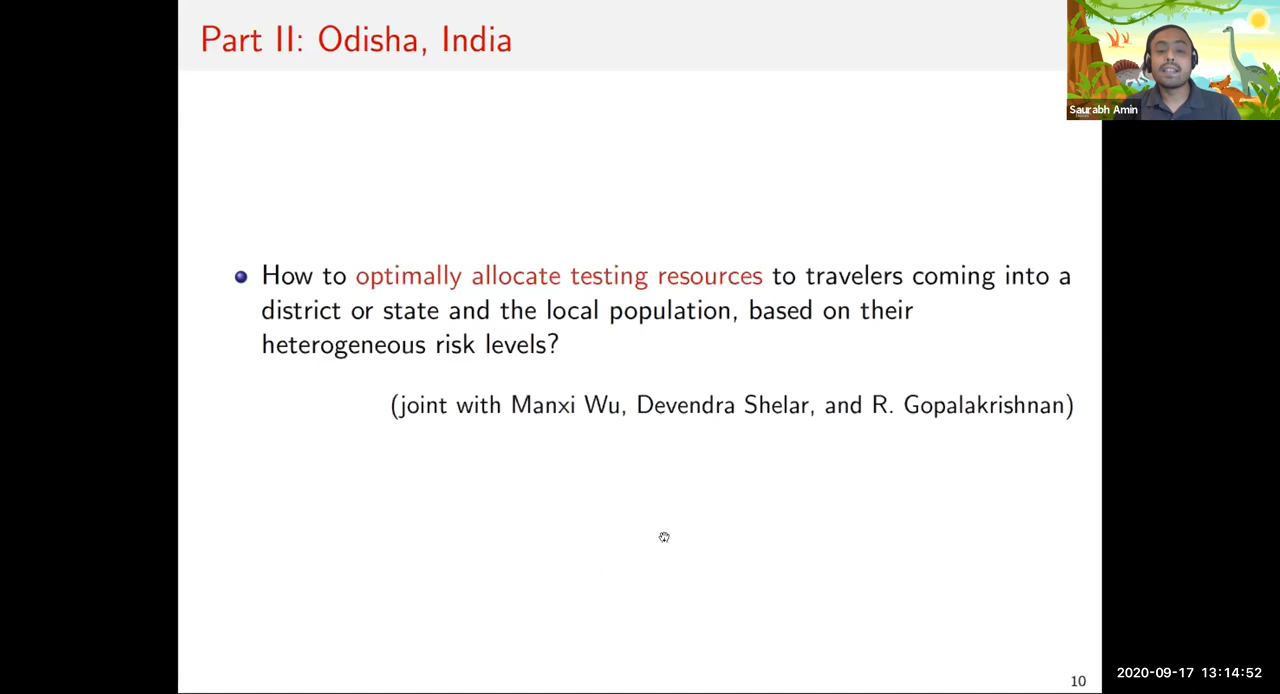 Part II: Odisha, India
Saurabh Amin
How to optimally allocate testing resources to travelers coming into a
district or state and the local population, based on their
heterogeneous risk levels?
(joint with Manxi Wu, Devendra Shelar, and R. Gopalakrishnan)
10
2020-09-17 13:14:52